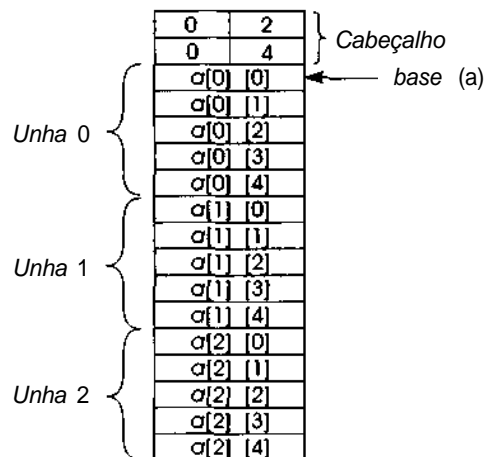 0 2
Cabeçalho
0 4
a[0] [0]
base (a)
a[0] [1]
a[0] [2]
Unha 0
a[0] [3]
a[0] [4]
a[1] [0]
a[1] [1]
a[1] [2]
Unha 1
a[1] [3]
a[1] [4]
a[2] [0]
a[2] [1]
a[2] [2]
Unha 2
a[2] [3]
a[2] [4]